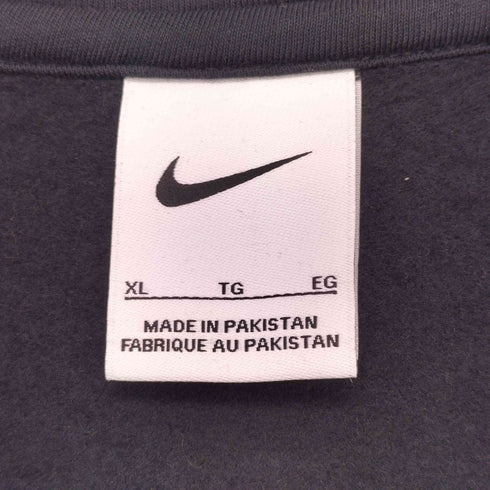 XL TG EG
MADE IN PAKISTAN
FABRIQUE AU PAKISTAN